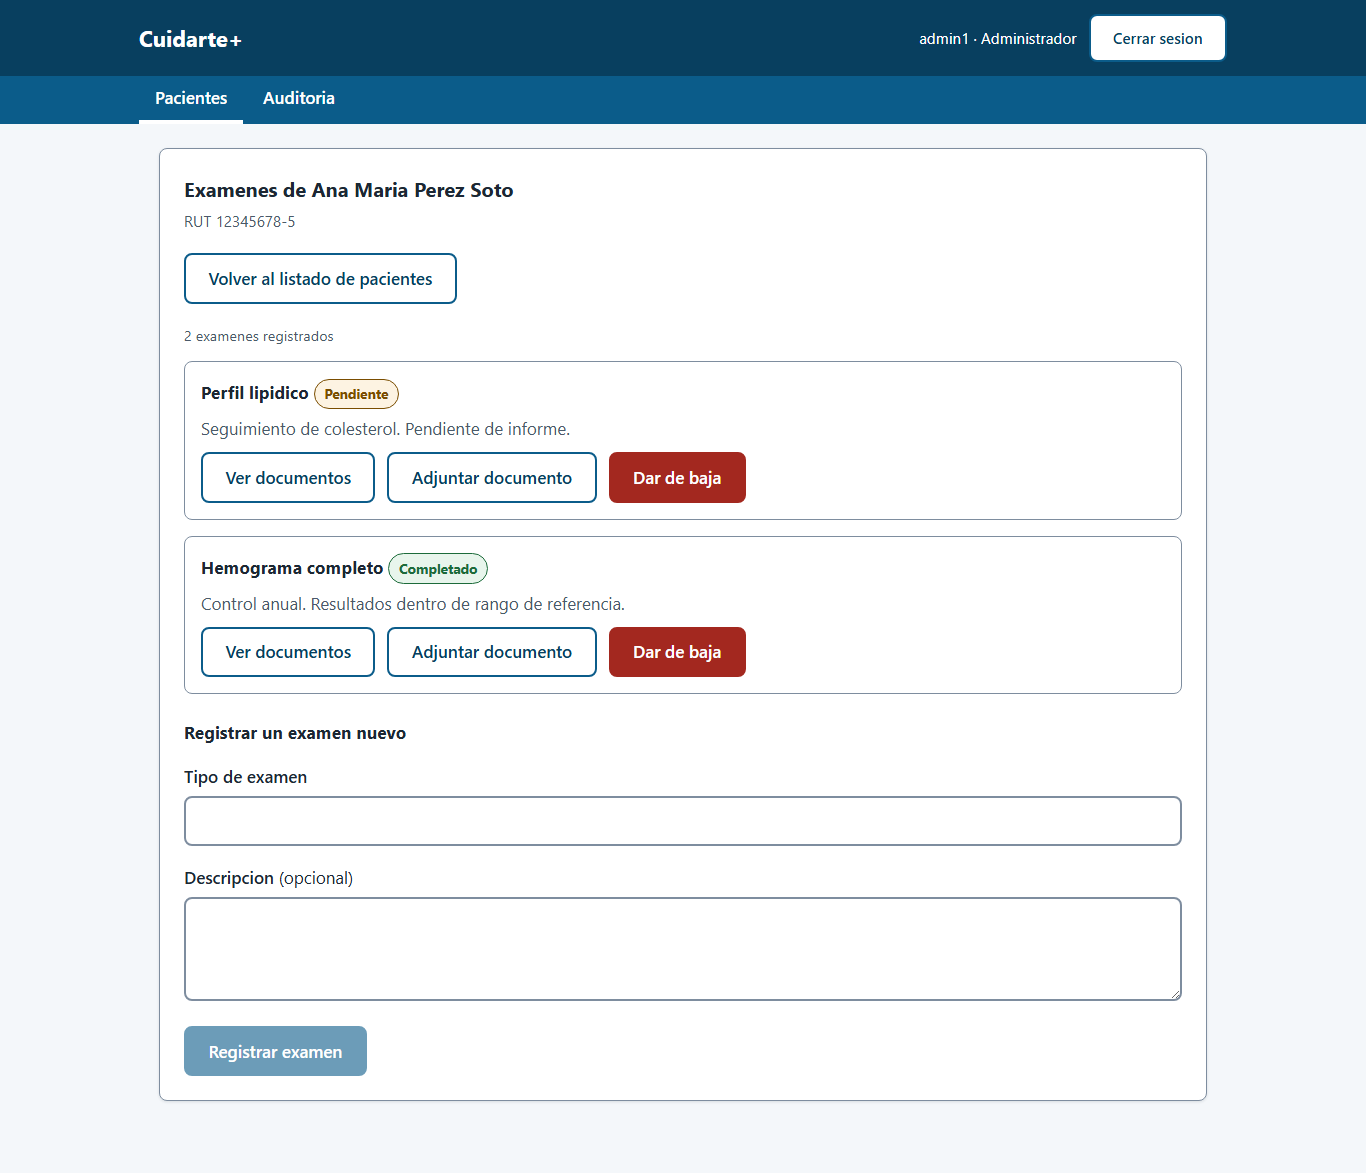 Cuidarte+
admin1 · Administrador
Cerrar sesion
Pacientes
Auditoria
Examenes de Ana Maria Perez Soto
RUT 12345678-5
Volver al listado de pacientes
2 examenes registrados
Perfil lipidico Pendiente
Seguimiento de colesterol. Pendiente de informe.
Ver documentos
Adjuntar documento
Dar de baja
Hemograma completo Completado
Control anual. Resultados dentro de rango de referencia.
Ver documentos
Adjuntar documento
Dar de baja
Registrar un examen nuevo
Tipo de examen
Descripcion (opcional)
Registrar examen